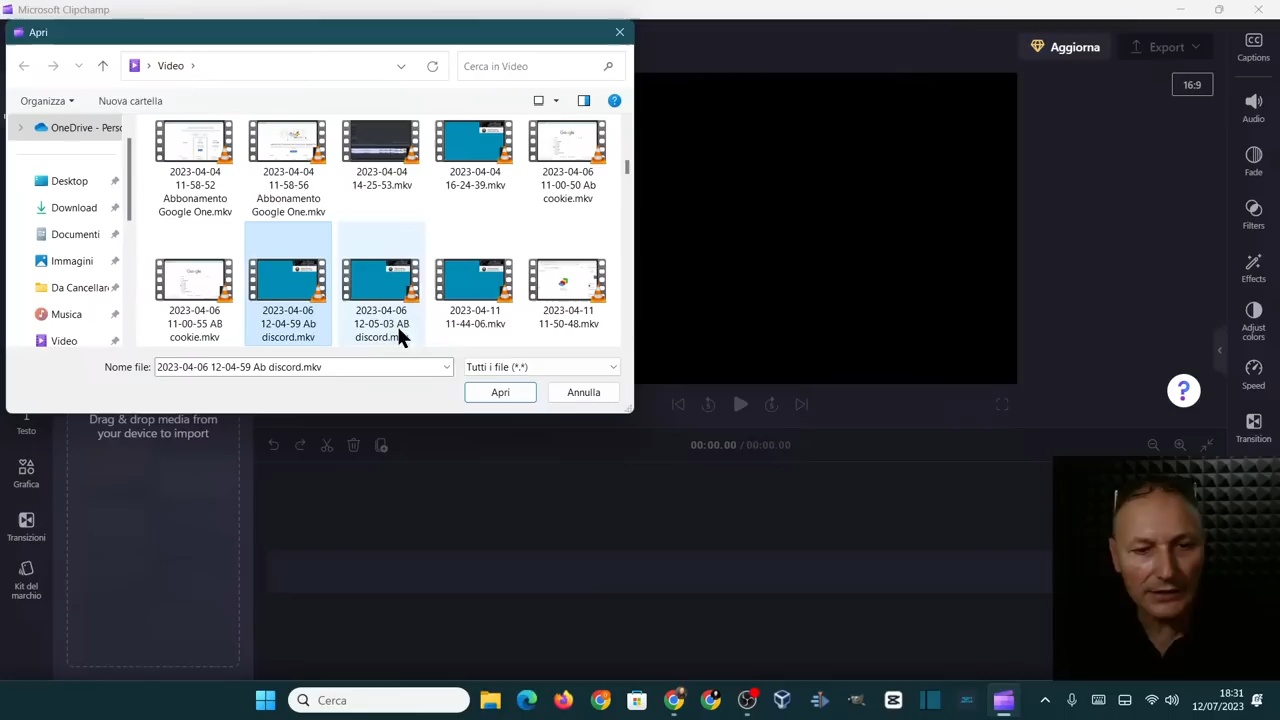 Microsoft Clipchamp
Apri
Video
Cerca in Video
Organizza
Nuova cartella
OneDrive - Perso
Desktop
Download
Documenti
Immagini
Da Cancellare
Musica
Video
2023-04-04
11-58-52
Abbonamento
Google One.mkv
2023-04-04
11-58-56
Abbonamento
Google One.mkv
2023-04-04
14-25-53.mkv
2023-04-04
16-24-39.mkv
2023-04-06
11-00-50 Ab
cookie.mkv
2023-04-06
11-00-55 AB
cookie.mkv
2023-04-06
12-04-59 Ab
discord.mkv
2023-04-06
12-05-03 AB
discord.m
2023-04-11
11-44-06.mkv
2023-04-11
11-50-48.mkv
Nome file:
2023-04-06 12-04-59 Ab discord.mkv
Tutti i file (*.*)
Apri
Annulla
Aggiorna
Export
16:9
Captions
Audio
Fade
Filters
Effects
Adjust
colors
Speed
Transition
Testo
Grafica
Transizioni
Kit del
marchio
Drag & drop media from
your device to import
00:00.00 / 00:00.00
Cerca
18:31
12/07/2023